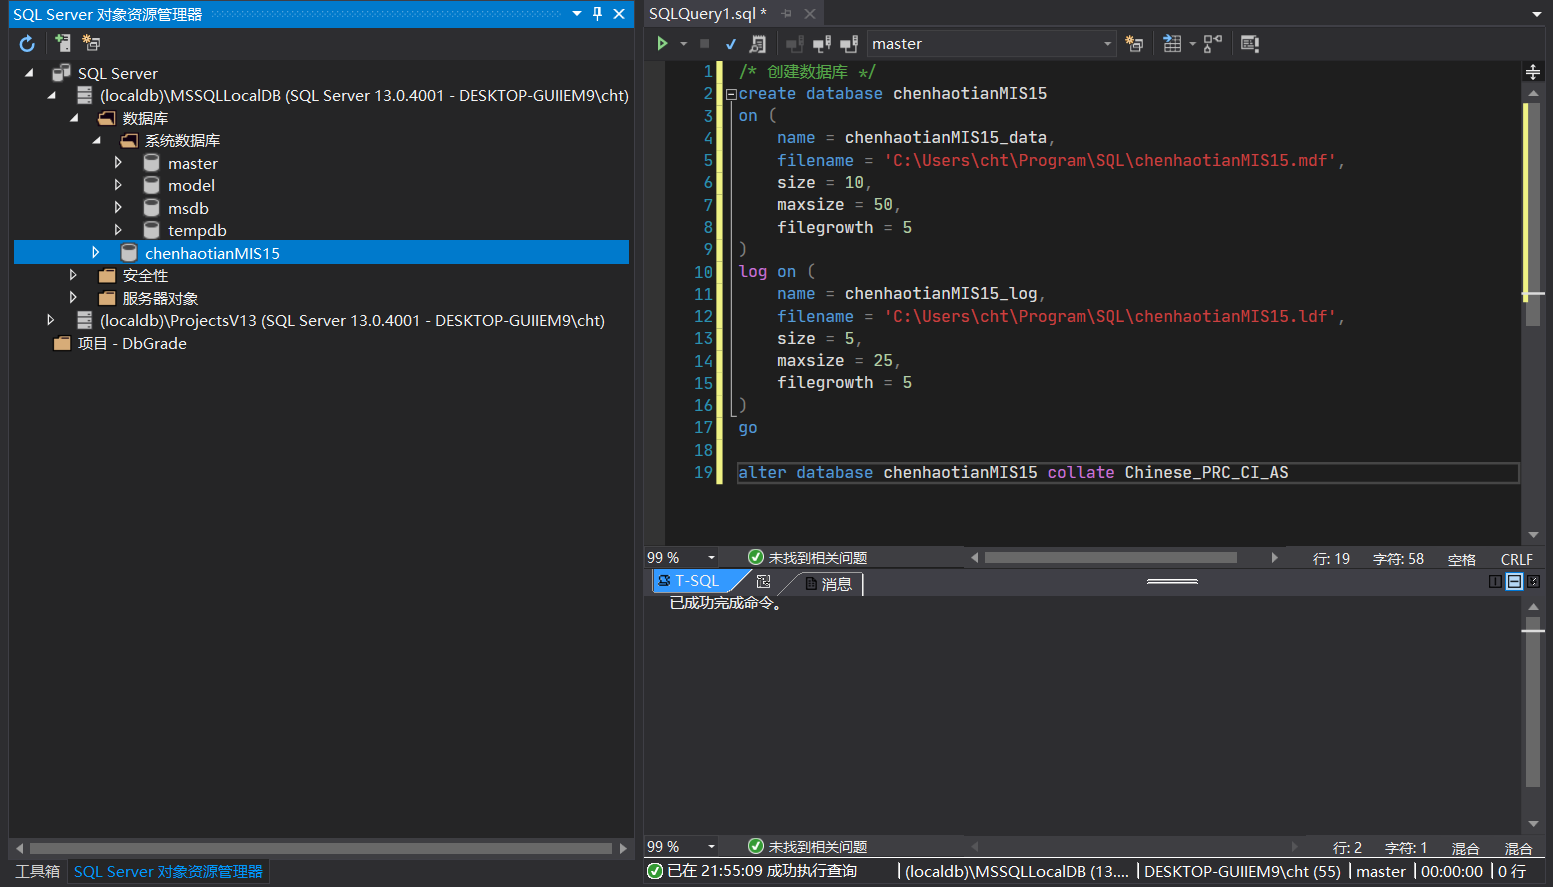 SQL Server 对象资源管理器
SQL Server
(localdb)\MSSQLLocalDB (SQL Server 13.0.4001 - DESKTOP-GUIIEM9\cht)
数据库
系统数据库
master
model
msdb
tempdb
chenhaotianMIS15
安全性
服务器对象
(localdb)\ProjectsV13 (SQL Server 13.0.4001 - DESKTOP-GUIIEM9\cht)
项目 - DbGrade
工具箱
SQL Server 对象资源管理器
SQLQuery1.sql *
master
1 /* 创建数据库 */
2 create database chenhaotianMIS15
3 on (
4 name = chenhaotianMIS15_data,
5 filename = 'C:\Users\cht\Program\SQL\chenhaotianMIS15.mdf',
6 size = 10,
7 maxsize = 50,
8 filegrowth = 5
9 )
10 log on (
11 name = chenhaotianMIS15_log,
12 filename = 'C:\Users\cht\Program\SQL\chenhaotianMIS15.ldf',
13 size = 5,
14 maxsize = 25,
15 filegrowth = 5
16 )
17 go
18
19 alter database chenhaotianMIS15 collate Chinese_PRC_CI_AS
99 % 未找到相关问题 行: 19 字符: 58 空格 CRLF
T-SQL 消息
已成功完成命令。
99 % 未找到相关问题 行: 2 字符: 1 混合 混合
已在 21:55:09 成功执行查询 (localdb)\MSSQLLocalDB (13.... DESKTOP-GUIIEM9\cht (55) master 00:00:00 0 行